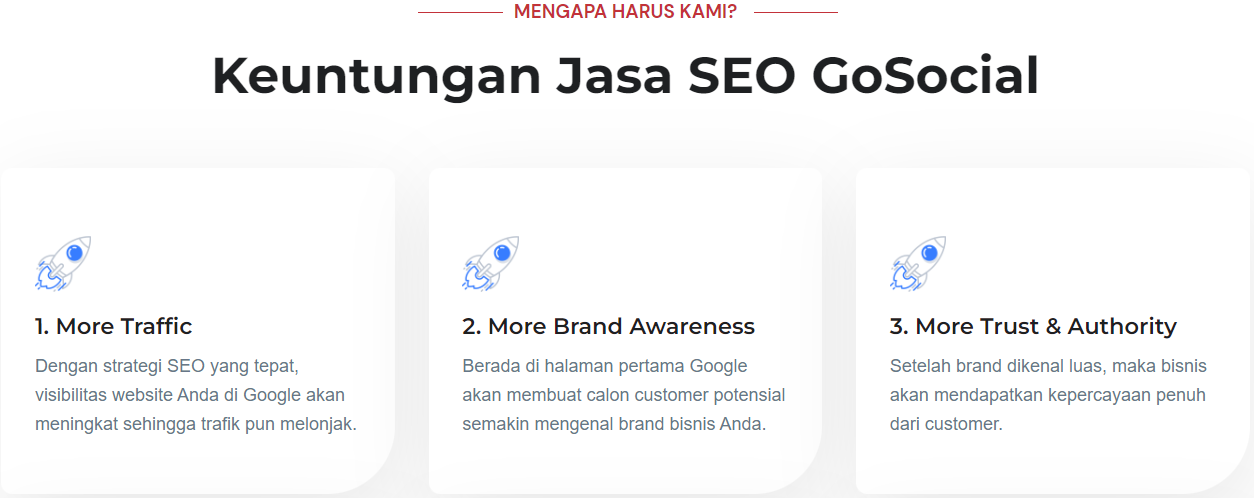 MENGAPA HARUS KAMI?
Keuntungan Jasa SEO GoSocial
1. More Traffic
Dengan strategi SEO yang tepat,
visibilitas website Anda di Google akan
meningkat sehingga trafik pun melonjak.
2. More Brand Awareness
Berada di halaman pertama Google
akan membuat calon customer potensial
semakin mengenal brand bisnis Anda.
3. More Trust & Authority
Setelah brand dikenal luas, maka bisnis
akan mendapatkan kepercayaan penuh
dari customer.